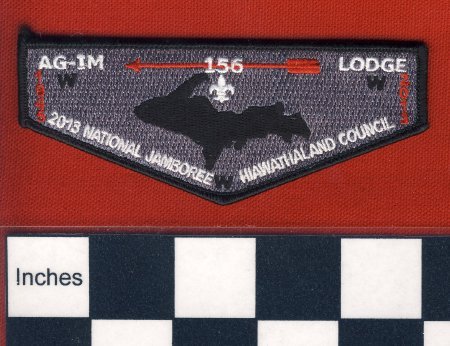 AG-IM 156 LODGE
W W
2013 NATIONAL JAMBOREE W HIAWATHALAND COUNCIL
Inches